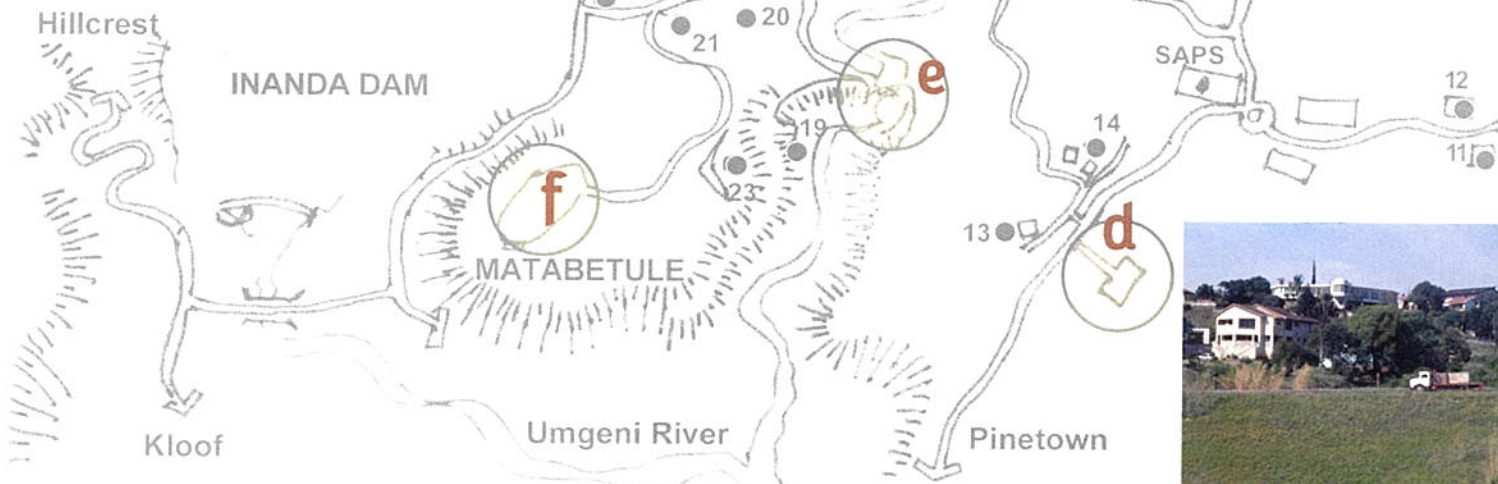 Hillcrest
20
21
SAPS
INANDA DAM
e
12
14
19
11
23
f
13
d
MATABETULE
Umgeni River
Pinetown
Kloof